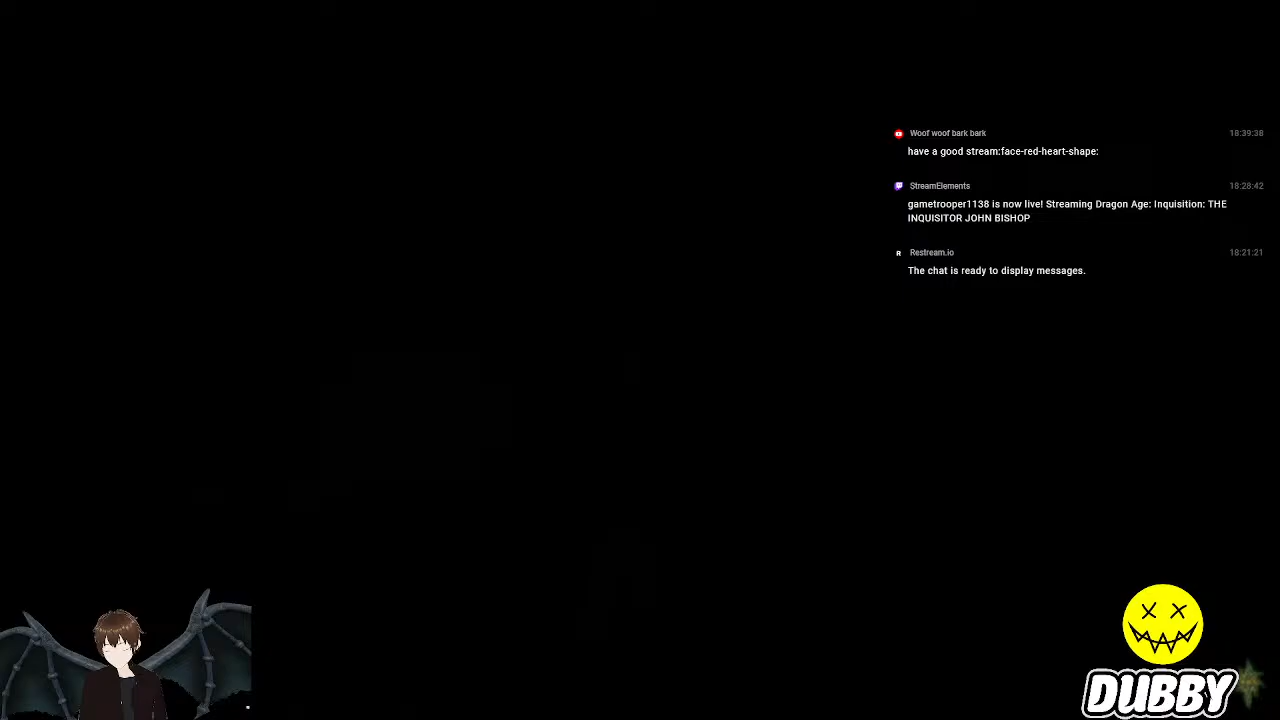 Woof woof bark bark 18:39:38
have a good stream:face-red-heart-shape:
StreamElements 18:28:42
gametrooper1138 is now live! Streaming Dragon Age: Inquisition: THE
INQUISITOR JOHN BISHOP
R Restream.io 18:21:21
The chat is ready to display messages.
DUBBY